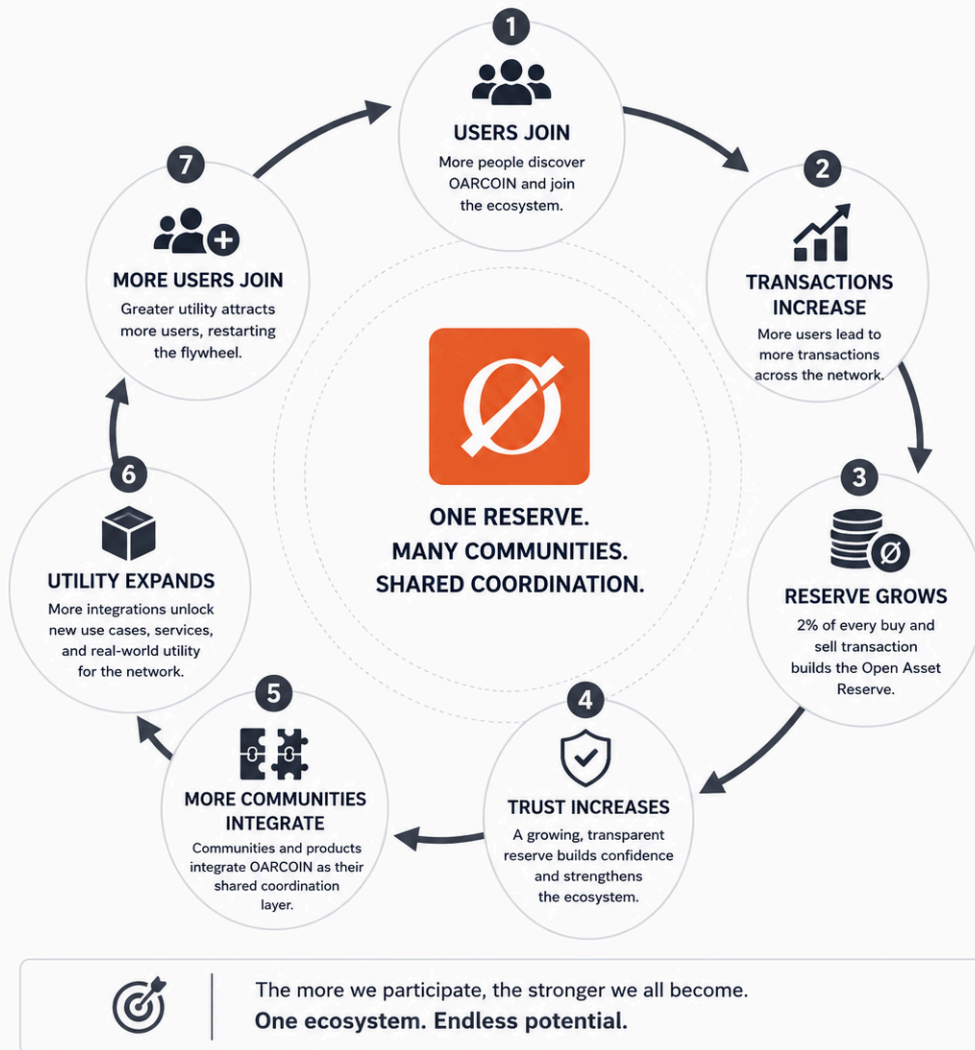 1
USERS JOIN
More people discover
OARCOIN and join
the ecosystem.
2
TRANSACTIONS
INCREASE
More users lead to
more transactions
across the network.
3
RESERVE GROWS
2% of every buy and
sell transaction
builds the Open Asset
Reserve.
4
TRUST INCREASES
A growing, transparent
reserve builds confidence
and strengthens
the ecosystem.
5
MORE COMMUNITIES
INTEGRATE
Communities and products
integrate OARCOIN as their
shared coordination
layer.
6
UTILITY EXPANDS
More integrations unlock
new use cases, services,
and real-world utility
for the network.
7
MORE USERS JOIN
Greater utility attracts
more users, restarting
the flywheel.
Ø
ONE RESERVE.
MANY COMMUNITIES.
SHARED COORDINATION.
The more we participate, the stronger we all become.
One ecosystem. Endless potential.